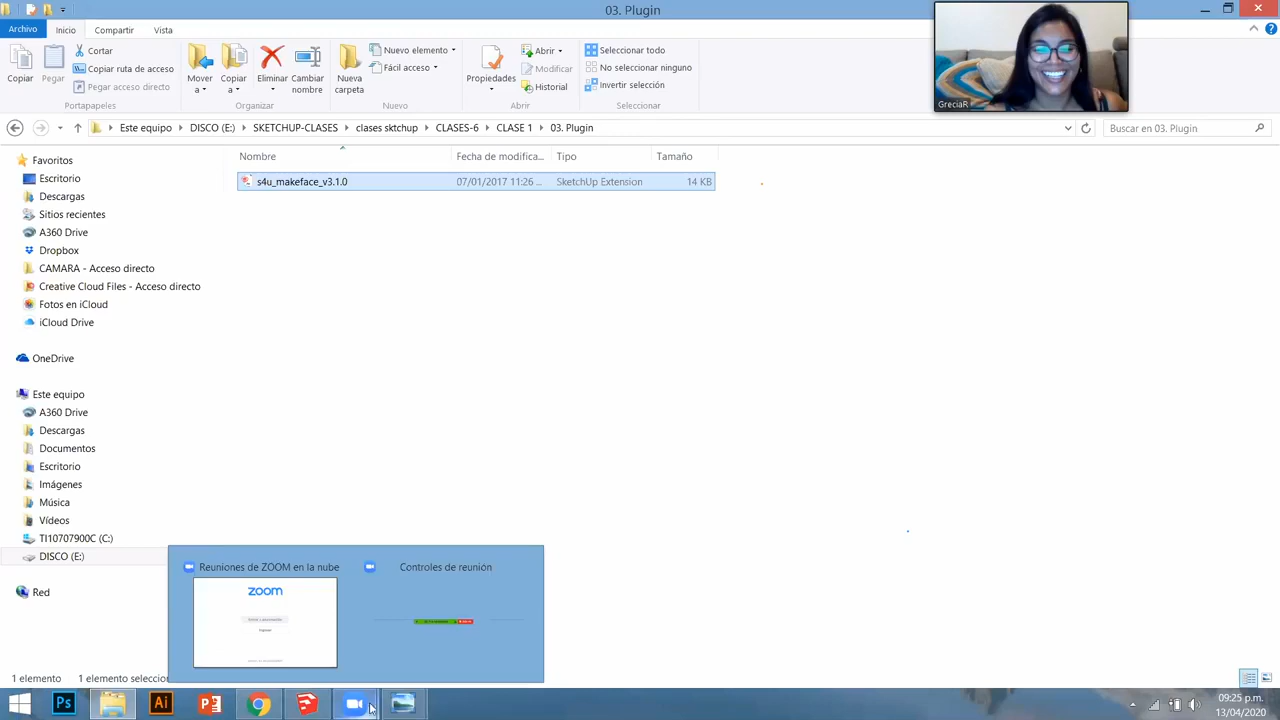 03. Plugin
Archivo Inicio Compartir Vista
Copiar
Pegar
Cortar
Copiar ruta de acceso
Pegar acceso directo
Portapapeles
Mover a
Copiar a
Eliminar
Cambiar nombre
Organizar
Nueva carpeta
Nuevo elemento
Fácil acceso
Nuevo
Propiedades
Abrir
Modificar
Historial
Abrir
Seleccionar todo
No seleccionar ninguno
Invertir selección
Seleccionar
GreciaR
Este equipo DISCO (E:) SKETCHUP-CLASES clases sktchup CLASES-6 CLASE 1 03. Plugin
Buscar en 03. Plugin
Nombre Fecha de modifica... Tipo Tamaño
s4u_makeface_v3.1.0 07/01/2017 11:26 ... SketchUp Extension 14 KB
Favoritos
Escritorio
Descargas
Sitios recientes
A360 Drive
Dropbox
CAMARA - Acceso directo
Creative Cloud Files - Acceso directo
Fotos en iCloud
iCloud Drive
OneDrive
Este equipo
A360 Drive
Descargas
Documentos
Escritorio
Imágenes
Música
Vídeos
TI10707900C (C:)
DISCO (E:)
Red
Reuniones de ZOOM en la nube
Controles de reunión
zoom
1 elemento 1 elemento seleccion
Ps
Ai
P
09:25 p.m.
13/04/2020